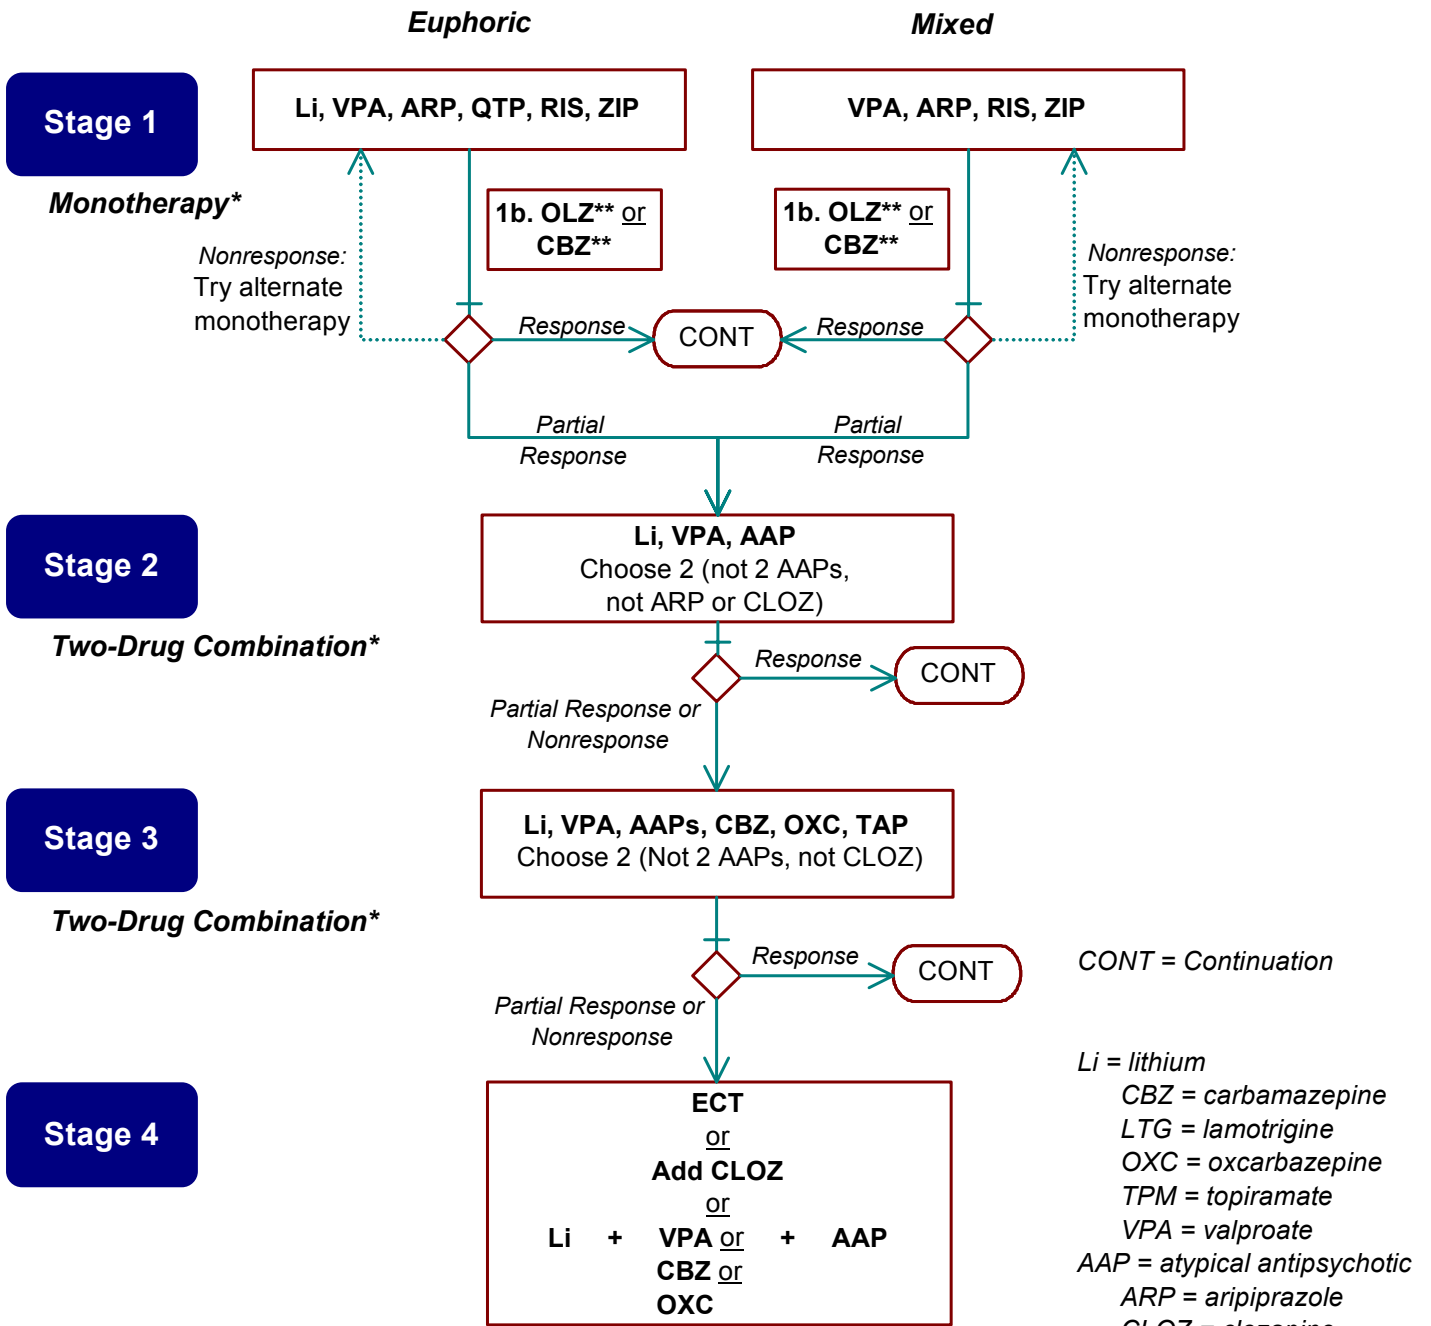 Euphoric
Mixed
Stage 1
Monotherapy*
Li, VPA, ARP, QTP, RIS, ZIP
VPA, ARP, RIS, ZIP
1b. OLZ** or
CBZ**
1b. OLZ** or
CBZ**
Nonresponse:
Try alternate
monotherapy
Nonresponse:
Try alternate
monotherapy
Response
CONT
Response
Partial
Response
Partial
Response
Stage 2
Two-Drug Combination*
Li, VPA, AAP
Choose 2 (not 2 AAPs,
not ARP or CLOZ)
Response
CONT
Partial Response or
Nonresponse
Stage 3
Two-Drug Combination*
Li, VPA, AAPs, CBZ, OXC, TAP
Choose 2 (Not 2 AAPs, not CLOZ)
Response
CONT
Partial Response or
Nonresponse
Stage 4
ECT
or
Add CLOZ
or
Li + VPA or + AAP
CBZ or
OXC
CONT = Continuation
Li = lithium
CBZ = carbamazepine
LTG = lamotrigine
OXC = oxcarbazepine
TPM = topiramate
VPA = valproate
AAP = atypical antipsychotic
ARP = aripiprazole
CLOZ = clozapine